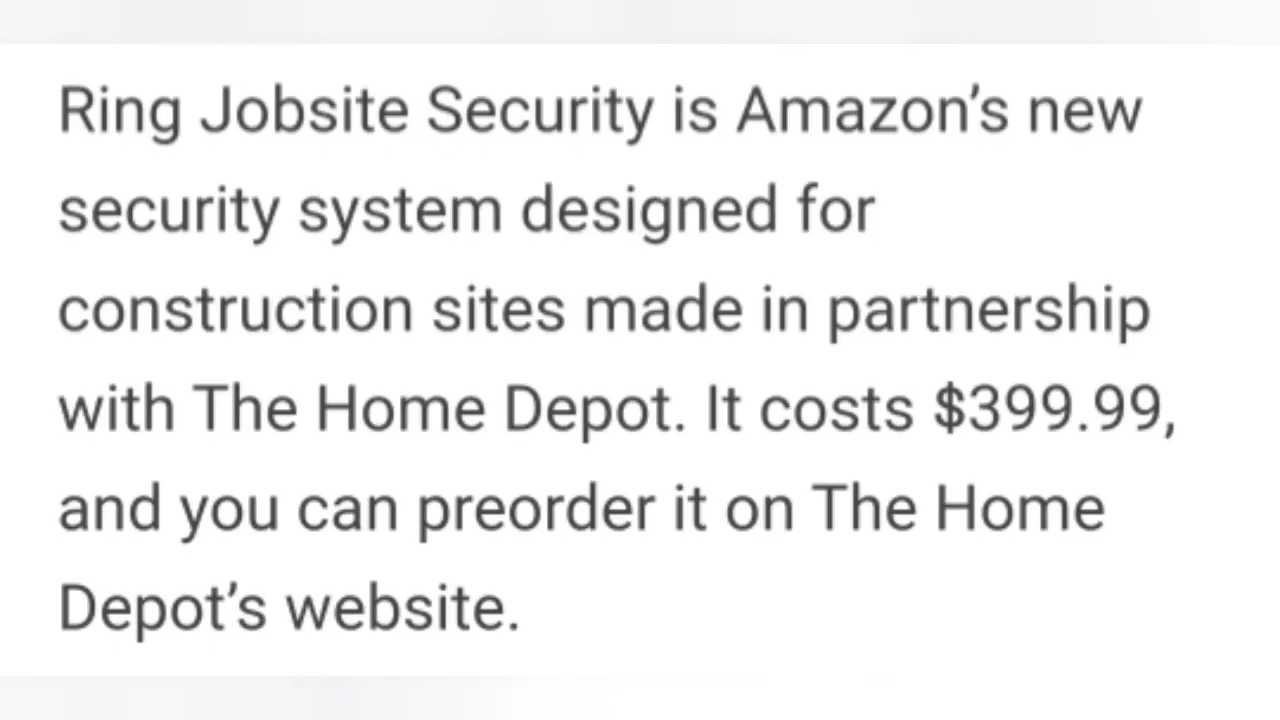 Ring Jobsite Security is Amazon’s new
security system designed for
construction sites made in partnership
with The Home Depot. It costs $399.99,
and you can preorder it on The Home
Depot’s website.